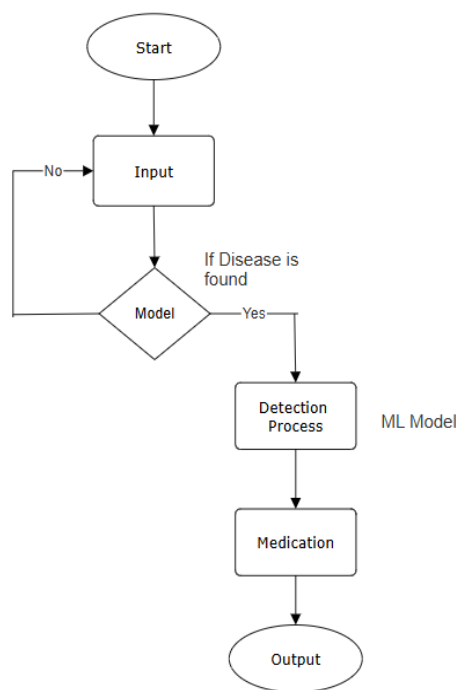 Start
No
Input
If Disease is
found
Model
Yes
Detection
Process
ML Model
Medication
Output